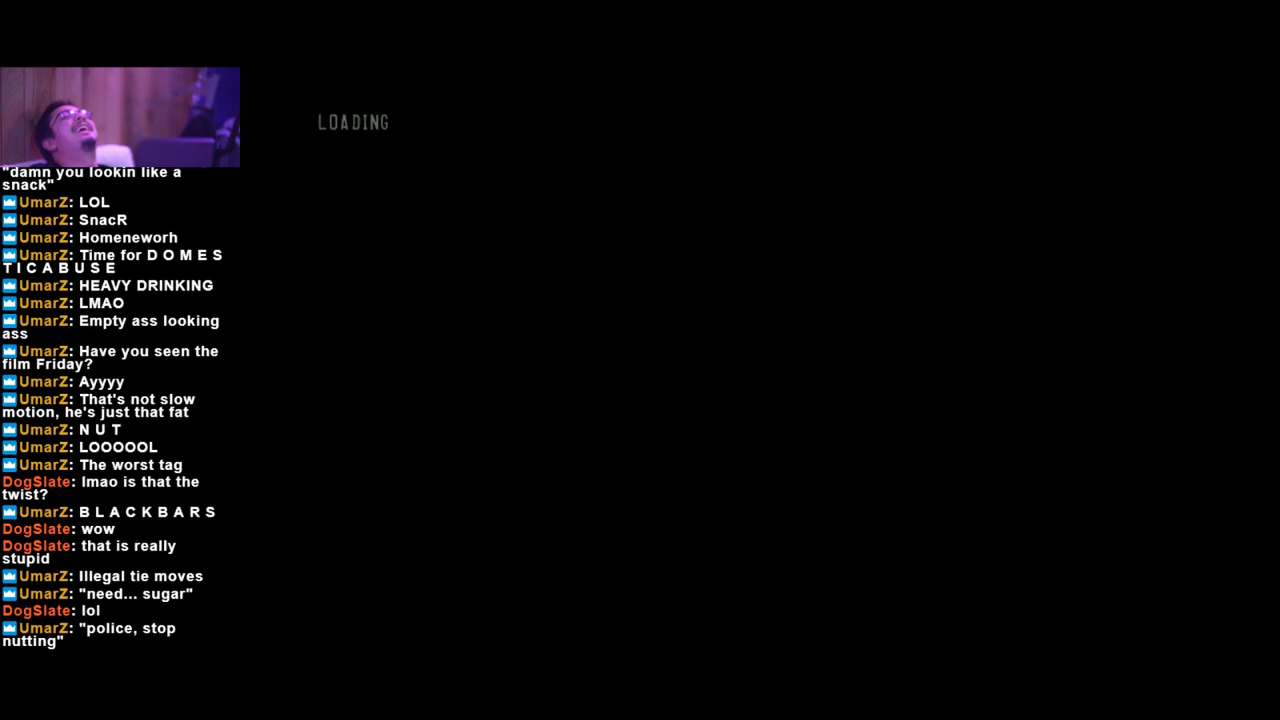 LOADING
"damn you lookin like a
snack"
UmarZ: LOL
UmarZ: SnacR
UmarZ: Homeneworh
UmarZ: Time for D O M E S
T I C A B U S E
UmarZ: HEAVY DRINKING
UmarZ: LMAO
UmarZ: Empty ass looking
ass
UmarZ: Have you seen the
film Friday?
UmarZ: Ayyyy
UmarZ: That's not slow
motion, he's just that fat
UmarZ: N U T
UmarZ: LOOOOOL
UmarZ: The worst tag
DogSlate: lmao is that the
twist?
UmarZ: B L A C K B A R S
DogSlate: wow
DogSlate: that is really
stupid
UmarZ: Illegal tie moves
UmarZ: "need... sugar"
DogSlate: lol
UmarZ: "police, stop
nutting"